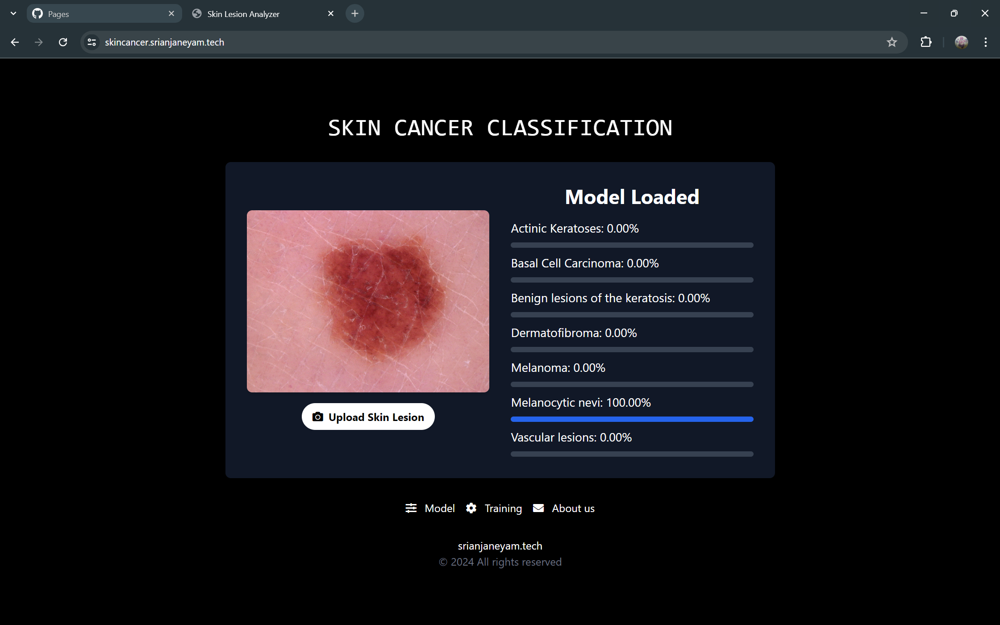 Pages
Skin Lesion Analyzer
skincancer.srianjaneyam.tech
SKIN CANCER CLASSIFICATION
Model Loaded
Actinic Keratoses: 0.00%
Basal Cell Carcinoma: 0.00%
Benign lesions of the keratosis: 0.00%
Dermatofibroma: 0.00%
Melanoma: 0.00%
Melanocytic nevi: 100.00%
Vascular lesions: 0.00%
Upload Skin Lesion
Model Training About us
srianjaneyam.tech
© 2024 All rights reserved